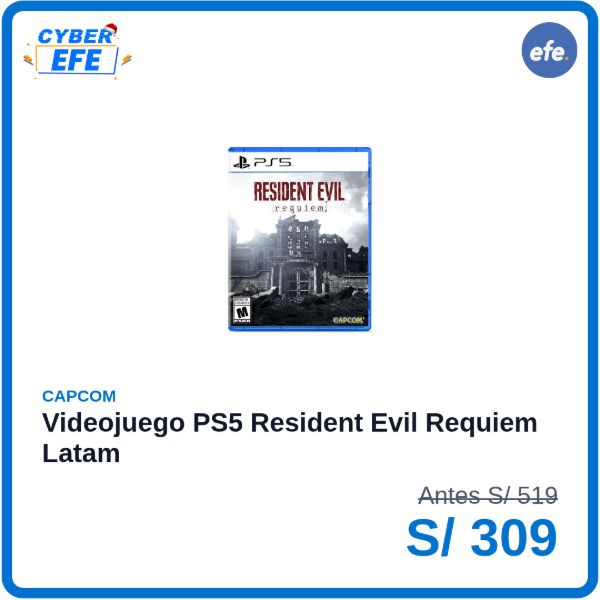 CYBER
EFE
efe.
PS5
RESIDENT EVIL
requiem
M
CAPCOM
CAPCOM
Videojuego PS5 Resident Evil Requiem
Latam
Antes S/ 519
S/ 309